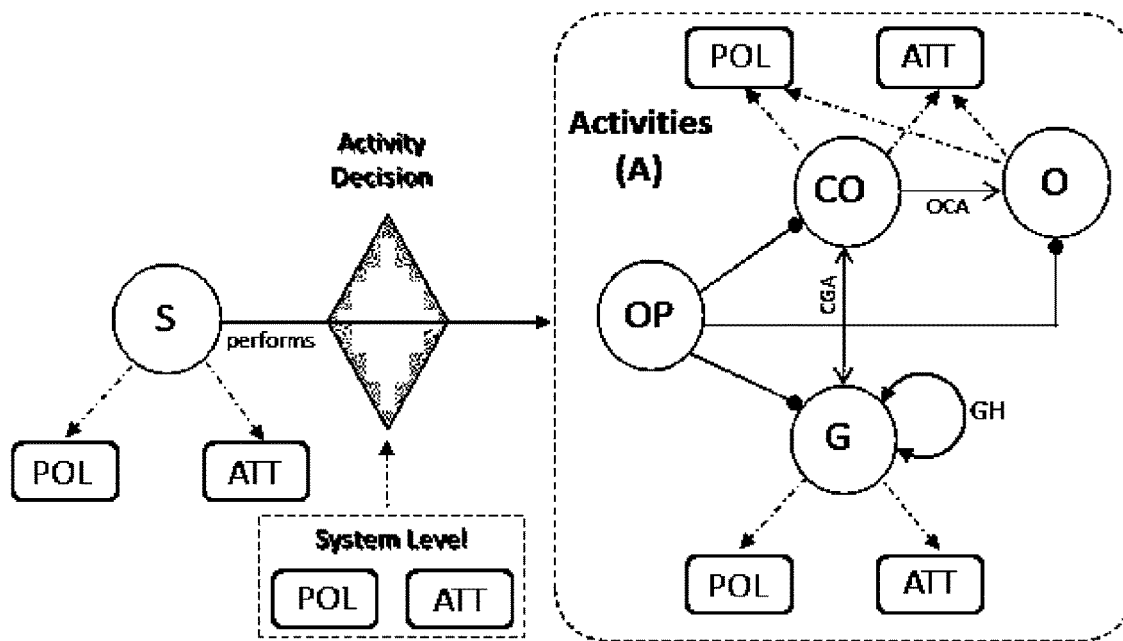 POL
ATT
Activities
(A)
CO
O
OCA
OP
CGA
G
GH
POL
ATT
Activity
Decision
S
performs
POL
ATT
System Level
POL
ATT